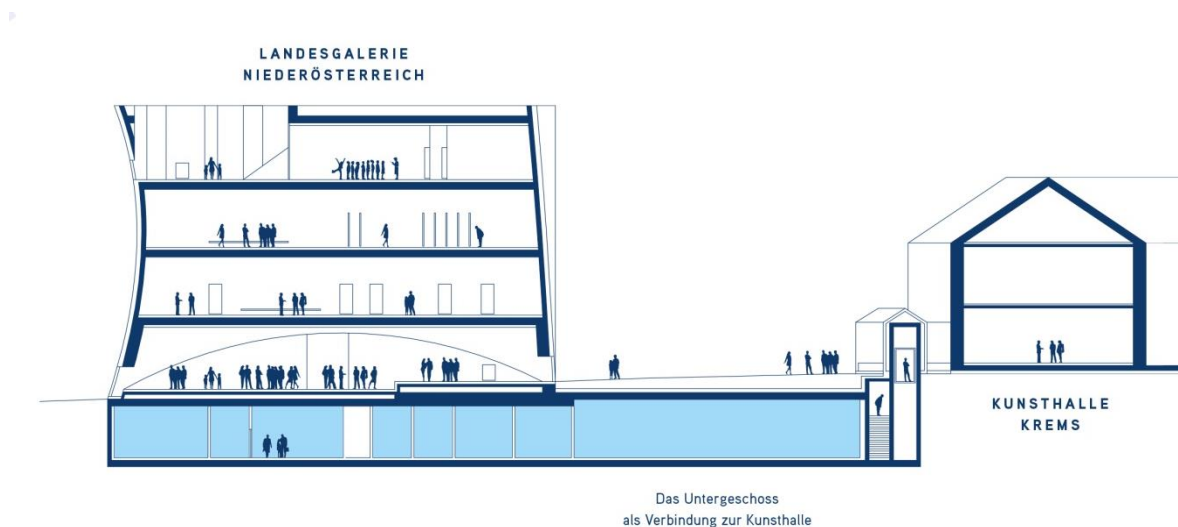 LANDESGALERIE
NIEDERÖSTERREICH
KUNSTHALLE
KREMS
Das Untergeschoss
als Verbindung zur Kunsthalle